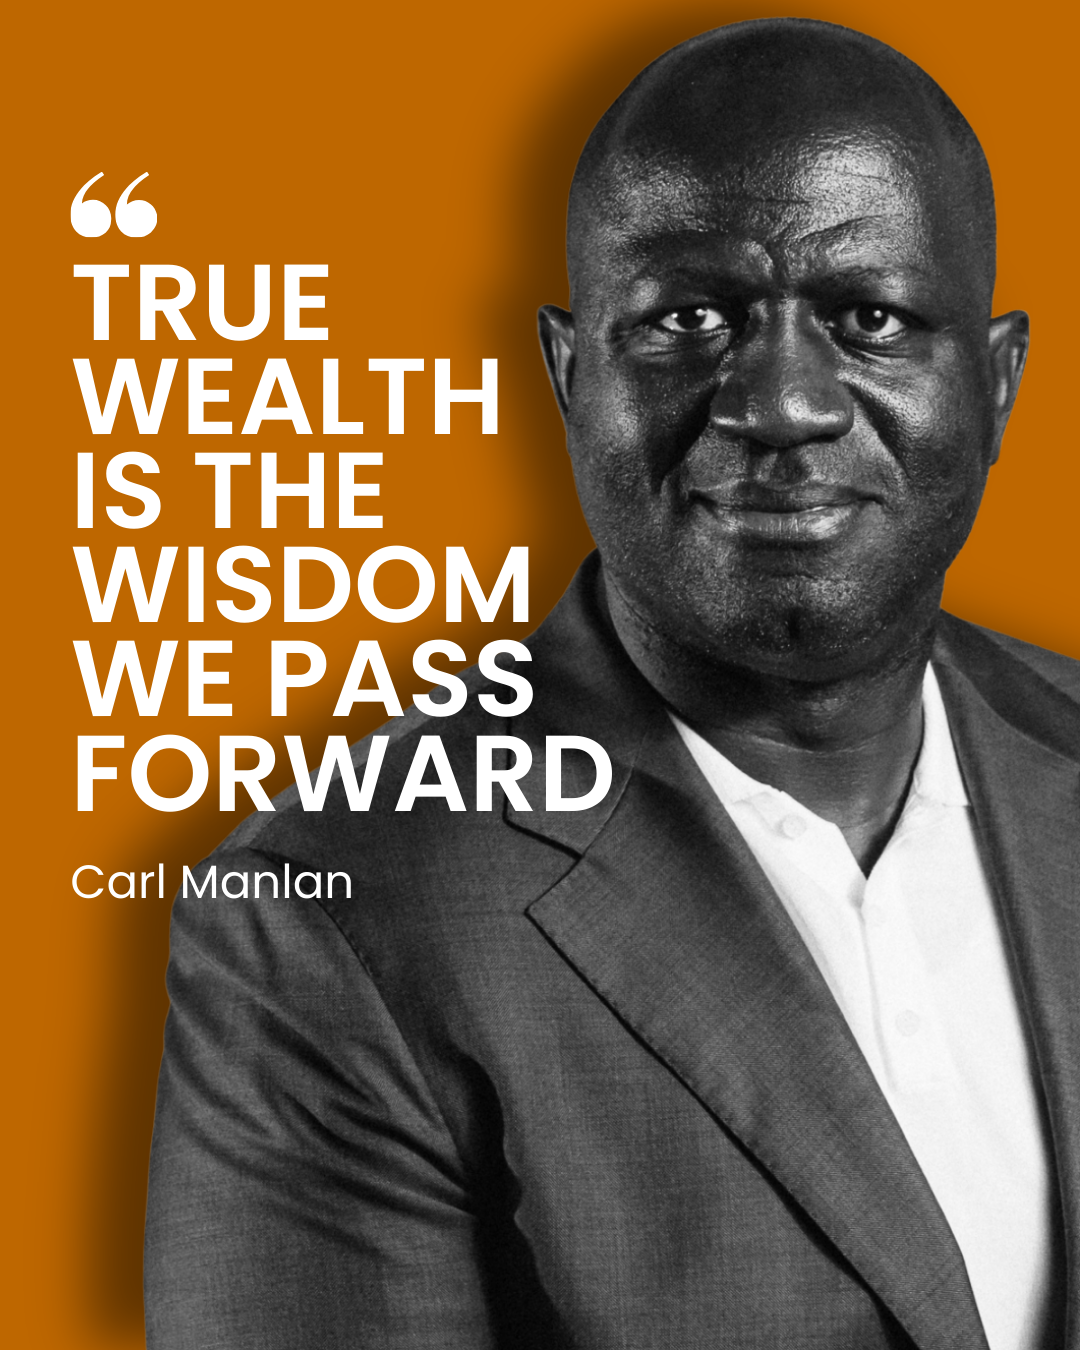 “
TRUE
WEALTH
IS THE
WISDOM
WE PASS
FORWARD
Carl Manlan